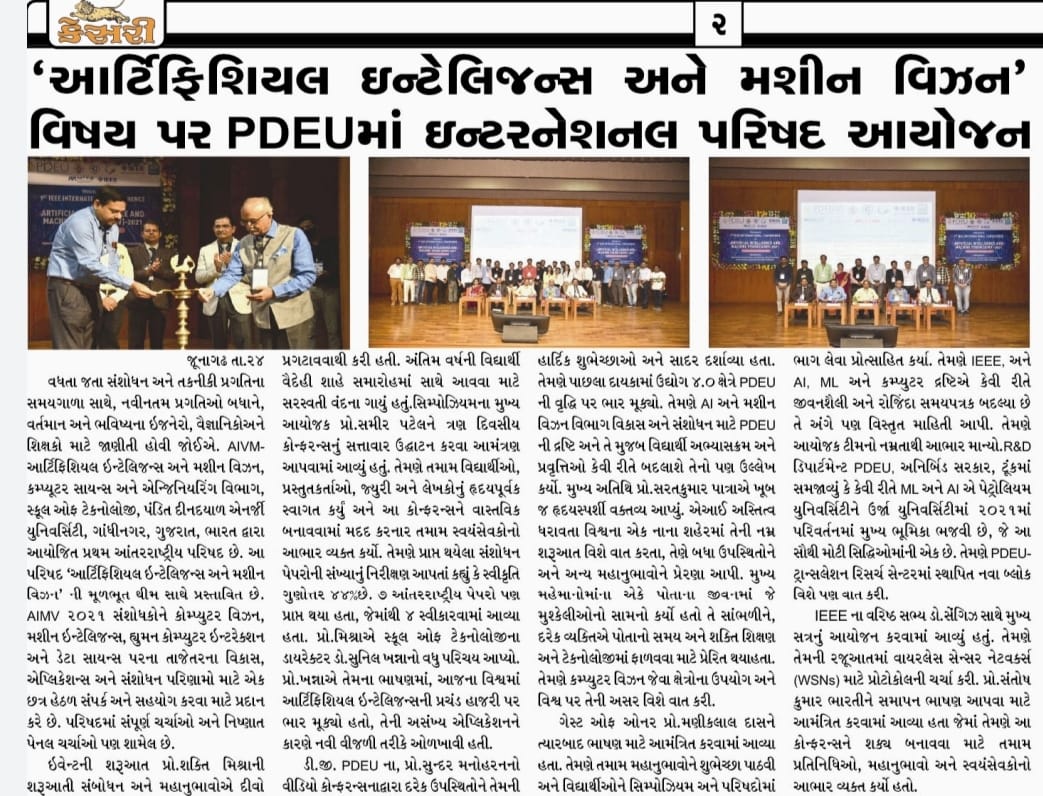 કેસરી
૨
‘આર્ટિફિશિયલ ઇન્ટેલિજન્સ અને મશીન વિઝન’
વિષય પર PDEUમાં ઇન્ટરનેશનલ પરિષદ આયોજન
જૂનાગઢ તા.૨૪
વધતા જતા સંશોધન અને તકનીકી પ્રગતિના
સમયગાળા સાથે, નવીનતમ પ્રગતિઓ બધાને,
વર્તમાન અને ભવિષ્યના ઇજનેરો, વૈજ્ઞાનિકોઅને
શિક્ષકો માટે જાણીતી હોવી જોઈએ. AIVM-
આર્ટિફિશિયલ ઇન્ટેલિજન્સ અને મશીન વિઝન,
કમ્પ્યૂટર સાયન્સ અને એન્જિનિયરિંગ વિભાગ,
સ્કૂલ ઓફ ટેકનોલોજી, પંડિત દીનદયાળ એનર્જી
યુનિવર્સિટી, ગાંધીનગર, ગુજરાત, ભારત દ્વારા
આયોજિત પ્રથમ આંતરરાષ્ટ્રીય પરિષદ છે. આ
પરિષદ ‘આર્ટિફિશિયલ ઇન્ટેલિજન્સ અને મશીન
વિઝન' ની મૂળભૂત થીમ સાથે પ્રસ્તાવિત છે.
AIMV ૨૦૨૧ સંશોધકોને કોમ્પ્યુટર વિઝન,
મશીન ઇન્ટેલિજન્સ, હ્યુમન કોમ્પ્યુટર ઇન્ટરેક્શન
અને ડેટા સાયન્સ પરના તાજેતરના વિકાસ,
એપ્લિકેશન્સ અને સંશોધન પરિણામો માટે એક
છત્ર હેઠળ સંપર્ક અને સહયોગ કરવા માટે પ્રદાન
કરે છે. પરિષદમાં સંપૂર્ણ ચર્ચાઓ અને નિષ્ણાત
પેનલ ચર્ચાઓ પણ શામેલ છે.
ઇવેન્ટની શરૂઆત પ્રો.શક્તિ મિશ્રાની
શરૂઆતી સંબોધન અને મહાનુભાવોએ દીવો
પ્રગટાવવાથી કરી હતી. અંતિમ વર્ષની વિદ્યાર્થી
વૈદેહી શાહે સમારોહમાં સાથે આવવા માટે
સરસ્વતી વંદના ગાયું હતું.સિમ્પોઝિયમના મુખ્ય
આયોજક પ્રો.સમીર પટેલને ત્રણ દિવસીય
કોન્ફરન્સનું સત્તાવાર ઉદ્ઘાટન કરવા આમંત્રણ
આપવામાં આવ્યું હતું. તેમણે તમામ વિદ્યાર્થીઓ,
પ્રસ્તુતકર્તાઓ, જ્યુરી અને લેખકોનું હૃદયપૂર્વક
સ્વાગત કર્યું અને આ કોન્ફરન્સને વાસ્તવિક
બનાવવામાં મદદ કરનાર તમામ સ્વયંસેવકોનો
આભાર વ્યક્ત કર્યો. તેમણે પ્રાપ્ત થયેલા સંશોધન
પેપરોની સંખ્યાનું નિરીક્ષણ આપતાં કહ્યું કે સ્વીકૃતિ
ગુણોત્તર ૪૪%છે. ૭ આંતરરાષ્ટ્રીય પેપરો પણ
પ્રાપ્ત થયા હતા, જેમાંથી ૪ સ્વીકારવામાં આવ્યા
હતા. પ્રો.મિશ્રાએ સ્કૂલ ઓફ ટેકનોલોજીના
ડાયરેક્ટર ડો.સુનિલ ખન્નાનો વધુ પરિચય આપ્યો.
પ્રો.ખન્નાએ તેમના ભાષણમાં, આજના વિશ્વમાં
આર્ટિફિશિયલ ઇન્ટેલિજન્સની પ્રચંડ હાજરી પર
ભાર મૂક્યો હતો, તેની અસંખ્ય એપ્લિકેશનને
કારણે નવી વીજળી તરીકે ઓળખાવી હતી.
ડી.જી. PDEU ના, પ્રો.સુન્દર મનોહરનનો
વીડિયો કોન્ફરન્સનાદ્વારા દરેક ઉપસ્થિતોને તેમની
હાર્દિક શુભેચ્છાઓ અને સાદર દર્શાવ્યા હતા.
તેમણે પાછલા દાયકામાં ઉદ્યોગ ૪.૦ ક્ષેત્રે PDEU
ની વૃદ્ધિ પર ભાર મૂક્યો. તેમણે AI અને મશીન
વિઝન વિભાગ વિકાસ અને સંશોધન માટે PDEU
ની દ્રષ્ટિ અને તે મુજબ વિદ્યાર્થી અભ્યાસક્રમ અને
પ્રવૃત્તિઓ કેવી રીતે બદલાશે તેનો પણ ઉલ્લેખ
કર્યો. મુખ્ય અતિથિ પ્રો.સરતકુમાર પાત્રાએ ખૂબ
જ હૃદયસ્પર્શી વક્તવ્ય આપ્યું. એઆઈ અસ્તિત્વ
ધરાવતા વિશ્વના એક નાના શહેરમાં તેની નમ્ર
શરૂઆત વિશે વાત કરતા, તેણે બધા ઉપસ્થિતોને
અને અન્ય મહાનુભાવોને પ્રેરણા આપી. મુખ્ય
મહેમાનોમાંના એકે પોતાના જીવનમાં જે
મુશ્કેલીઓનો સામનો કર્યો હતો તે સાંભળીને,
દરેક વ્યક્તિએ પોતાનો સમય અને શક્તિ શિક્ષણ
અને ટેકનોલોજીમાં ફાળવવા માટે પ્રેરિત થયાહતા.
તેમણે કમ્પ્યુટર વિઝન જેવા ક્ષેત્રોના ઉપયોગ અને
વિશ્વ પર તેની અસર વિશે વાત કરી.
ગેસ્ટ ઓફ ઓનર પ્રો.મણીકલાલ દાસને
ત્યારબાદ ભાષણ માટે આમંત્રિત કરવામાં આવ્યા
હતા. તેમણે તમામ મહાનુભાવોને શુભેચ્છા પાઠવી
અને વિદ્યાર્થીઓને સિમ્પોઝિયમ અને પરિષદોમાં
ભાગ લેવા પ્રોત્સાહિત કર્યા. તેમણે IEEE, અને
AI, ML અને કમ્પ્યુટર દ્રષ્ટિએ કેવી રીતે
જીવનશૈલી અને રોજિંદા સમયપત્રક બદલ્યા છે
તે અંગે પણ વિસ્તૃત માહિતી આપી. તેમણે
આયોજક ટીમનો નમ્રતાથી આભાર માન્યો.R&D
ડિપાર્ટમેન્ટ PDEU, અનિર્બિડ સરકાર, ટૂંકમાં
સમજાવ્યું કે કેવી રીતે ML અને AI એ પેટ્રોલિયમ
યુનિવર્સિટીને ઉર્જા યુનિવર્સિટીમાં ૨૦૨૧માં
પરિવર્તનમાં મુખ્ય ભૂમિકા ભજવી છે, જે આ
સૌથી મોટી સિદ્ધિઓમાંની એક છે. તેમણે PDEU-
ટ્રાન્સલેશન રિસર્ચ સેન્ટરમાં સ્થાપિત નવા બ્લોક
વિશે પણ વાત કરી.
IEEE ના વરિષ્ઠ સભ્ય ડો.સેંગિઝ સાથે મુખ્ય
સત્રનું આયોજન કરવામાં આવ્યું હતું. તેમણે
તેમની રજૂઆતમાં વાયરલેસ સેન્સર નેટવર્ક્સ
(WSNs) માટે પ્રોટોકોલની ચર્ચા કરી. પ્રો.સંતોષ
કુમાર ભારતીને સમાપન ભાષણ આપવા માટે
આમંત્રિત કરવામાં આવ્યા હતા જેમાં તેમણે આ
કોન્ફરન્સને શક્ય બનાવવા માટે તમામ
પ્રતિનિધિઓ, મહાનુભાવો અને સ્વયંસેવકોનો
આભાર વ્યક્ત કર્યો હતો.